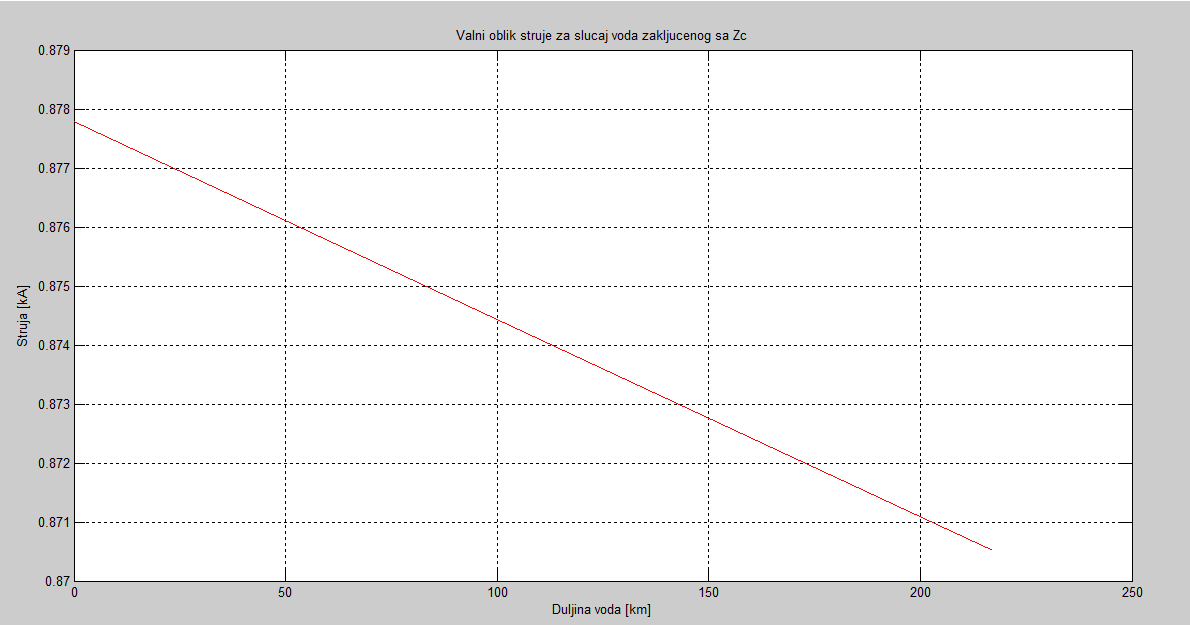 Valni oblik struje za slucaj voda zakljucenog sa Zc
0.879
0.878
0.877
0.876
0.875
0.874
0.873
0.872
0.871
0.87
Struja [kA]
0 50 100 150 200 250
Duljina voda [km]